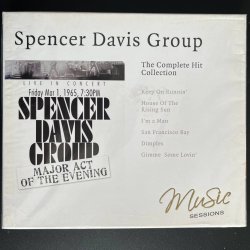 Spencer Davis Group
The Complete Hit
Collection
LIVE IN CONCERT
Friday Mar 1, 1965, 7:30PM
SPENCER
DAVIS
GROUP
MAJOR ACT
OF THE EVENING
Keep On Runnin'
House Of The
Rising Sun
I'm a Man
San Francisco Bay
Dimples
Gimme Some Lovin'
Music
SESSIONS